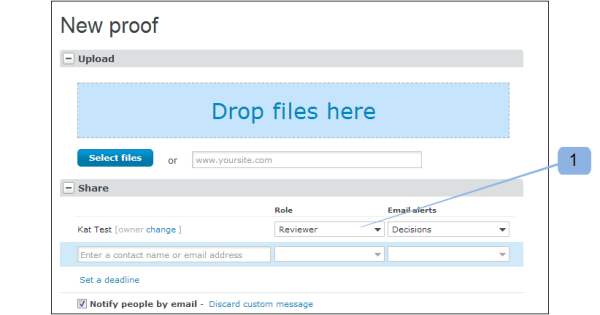 New proof
Upload
Drop files here
Select files or www.yoursite.com
1
Share
Role Email alerts
Kat Test [owner change ] Reviewer Decisions
Enter a contact name or email address
Set a deadline
Notify people by email - Discard custom message